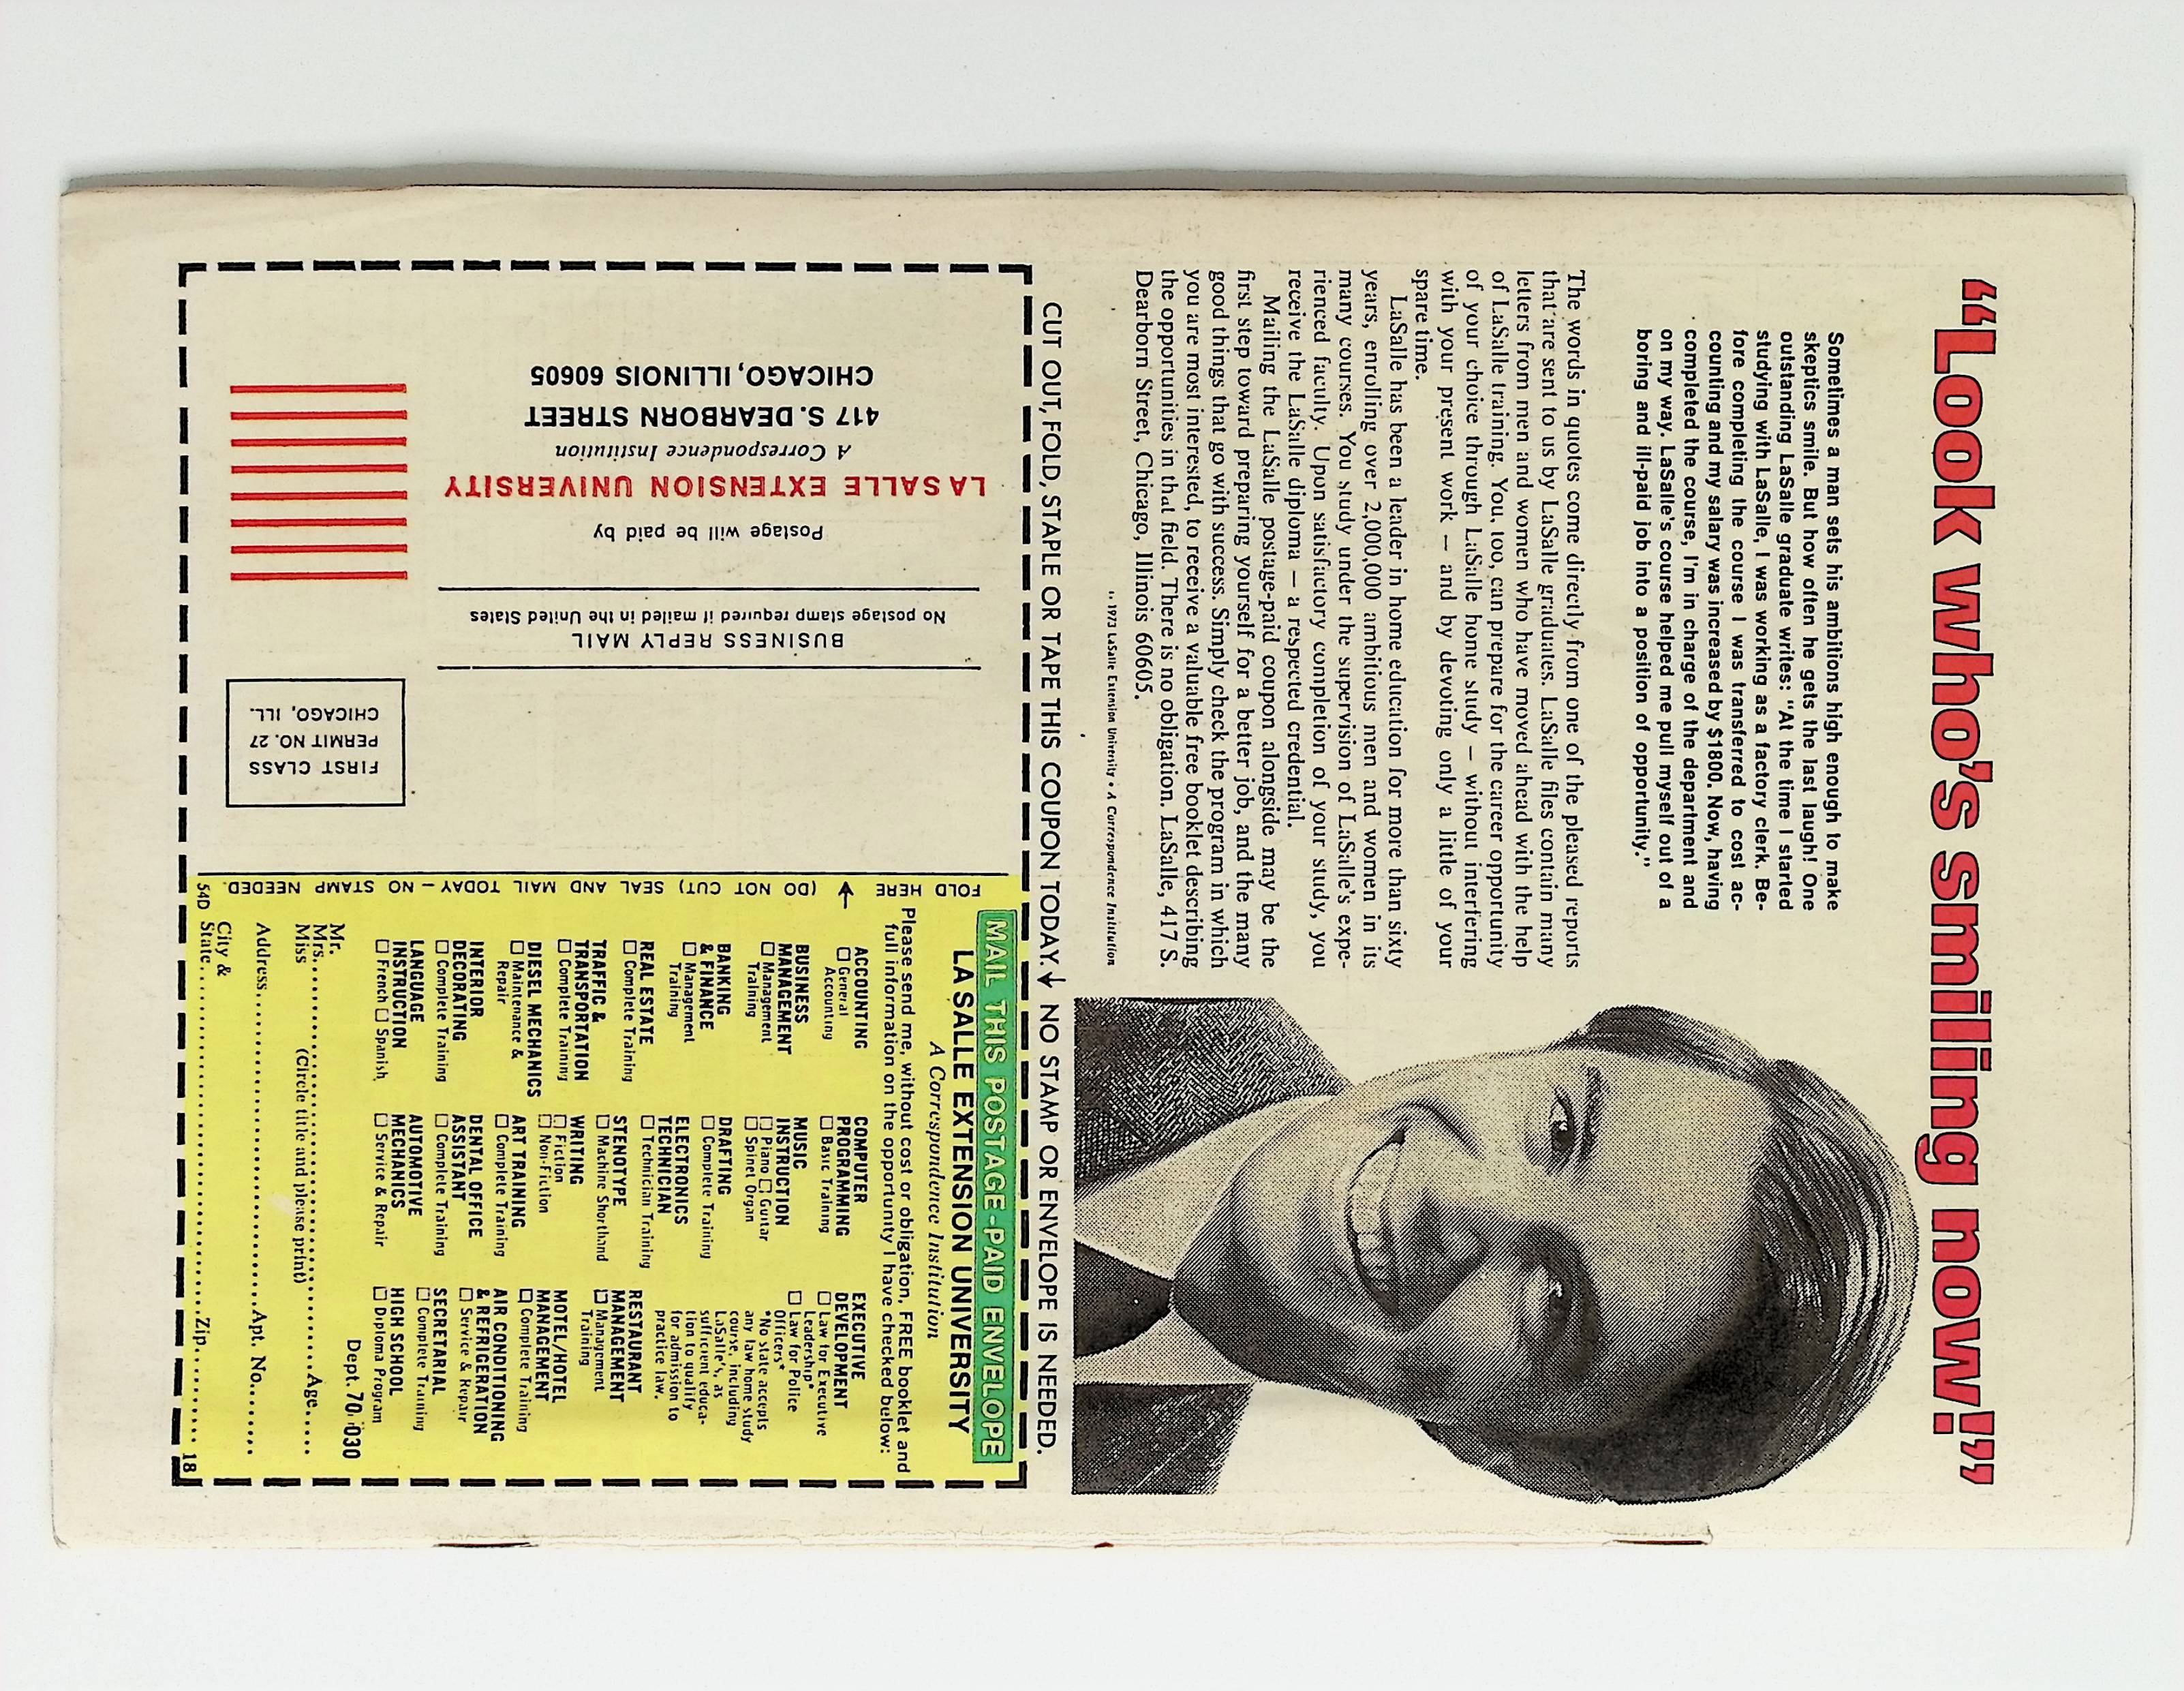 “Look who’s smiling now!”
Sometimes a man sets his ambitions high enough to make
skeptics smile. But how often he gets the last laugh! One
outstanding LaSalle graduate writes: “At the time I started
studying with LaSalle, I was working as a factory clerk. Be-
fore completing the course I was transferred to cost ac-
counting and my salary was increased by $1800. Now, having
completed the course, I’m in charge of the department and
on my way. LaSalle’s course helped me pull myself out of a
boring and ill-paid job into a position of opportunity.”
The words in quotes come directly from one of the pleased reports
that are sent to us by LaSalle graduates. LaSalle files contain many
letters from men and women who have moved ahead with the help
of LaSalle training. You, too, can prepare for the career opportunity
of your choice through LaSalle home study — without interfering
with your present work — and by devoting only a little of your
spare time.
LaSalle has been a leader in home education for more than sixty
years, enrolling over 2,000,000 ambitious men and women in its
many courses. You study under the supervision of LaSalle’s expe-
rienced faculty. Upon satisfactory completion of your study, you
receive the LaSalle diploma — a respected credential.
Mailing the LaSalle postage-paid coupon alongside may be the
first step toward preparing yourself for a better job, and the many
good things that go with success. Simply check the program in which
you are most interested, to receive a valuable free booklet describing
the opportunities in that field. There is no obligation. LaSalle, 417 S.
Dearborn Street, Chicago, Illinois 60605.
1973 LaSalle Extension University • A Correspondence Institution
CUT OUT, FOLD, STAPLE OR TAPE THIS COUPON TODAY. ↓ NO STAMP OR ENVELOPE IS NEEDED.
FIRST CLASS
PERMIT NO. 27
CHICAGO, ILL.
BUSINESS REPLY MAIL
No postage stamp required if mailed in the United States
Postage will be paid by
LA SALLE EXTENSION UNIVERSITY
A Correspondence Institution
417 S. DEARBORN STREET
CHICAGO, ILLINOIS 60605
FOLD HERE (DO NOT CUT) SEAL AND MAIL TODAY — NO STAMP NEEDED.
MAIL THIS POSTAGE-PAID ENVELOPE
LA SALLE EXTENSION UNIVERSITY
A Correspondence Institution
Please send me, without cost or obligation, FREE booklet and
full information on the opportunity I have checked below:
ACCOUNTING
☐ General
Accounting
BUSINESS
MANAGEMENT
☐ Management
Training
BANKING
& FINANCE
☐ Management
Training
REAL ESTATE
☐ Complete Training
TRAFFIC &
TRANSPORTATION
☐ Complete Training
DIESEL MECHANICS
☐ Maintenance &
Repair
INTERIOR
DECORATING
☐ Complete Training
LANGUAGE
INSTRUCTION
☐ French ☐ Spanish
COMPUTER
PROGRAMMING
☐ Basic Training
MUSIC
INSTRUCTION
☐ Piano ☐ Guitar
☐ Spinet Organ
DRAFTING
☐ Complete Training
ELECTRONICS
TECHNICIAN
☐ Technician Training
STENOTYPE
☐ Machine Shorthand
WRITING
☐ Fiction
☐ Non-Fiction
ART TRAINING
☐ Complete Training
DENTAL OFFICE
ASSISTANT
☐ Complete Training
AUTOMOTIVE
MECHANICS
☐ Service & Repair
EXECUTIVE
DEVELOPMENT
☐ Law for Executive
Leadership*
☐ Law for Police
Officers*
*No state accepts
any law home study
course, including
LaSalle’s, as
sufficient educa-
tion to qualify
for admission to
practice law.
RESTAURANT
MANAGEMENT
☐ Management
Training
MOTEL/HOTEL
MANAGEMENT
☐ Complete Training
AIR CONDITIONING
& REFRIGERATION
☐ Service & Repair
SECRETARIAL
☐ Complete Training
HIGH SCHOOL
☐ Diploma Program
Dept. 70-030
Mr.
Mrs. Age
Miss (Circle title and please print)
Address Apt. No.
City &
State Zip
54D 18